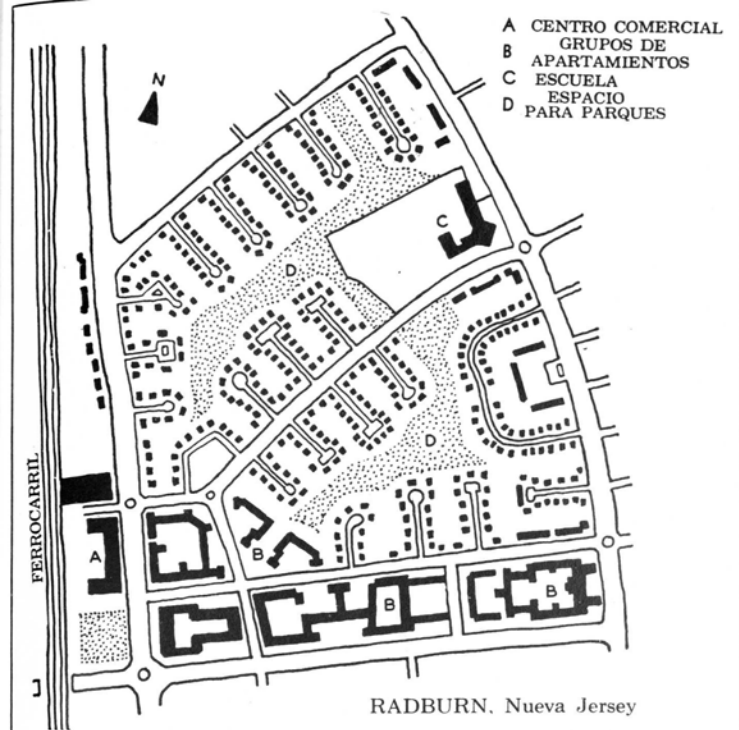 A CENTRO COMERCIAL
B GRUPOS DE
APARTAMIENTOS
C ESCUELA
D ESPACIO
PARA PARQUES
N
C
D
D
FERROCARRIL
A
B
B
B
RADBURN, Nueva Jersey